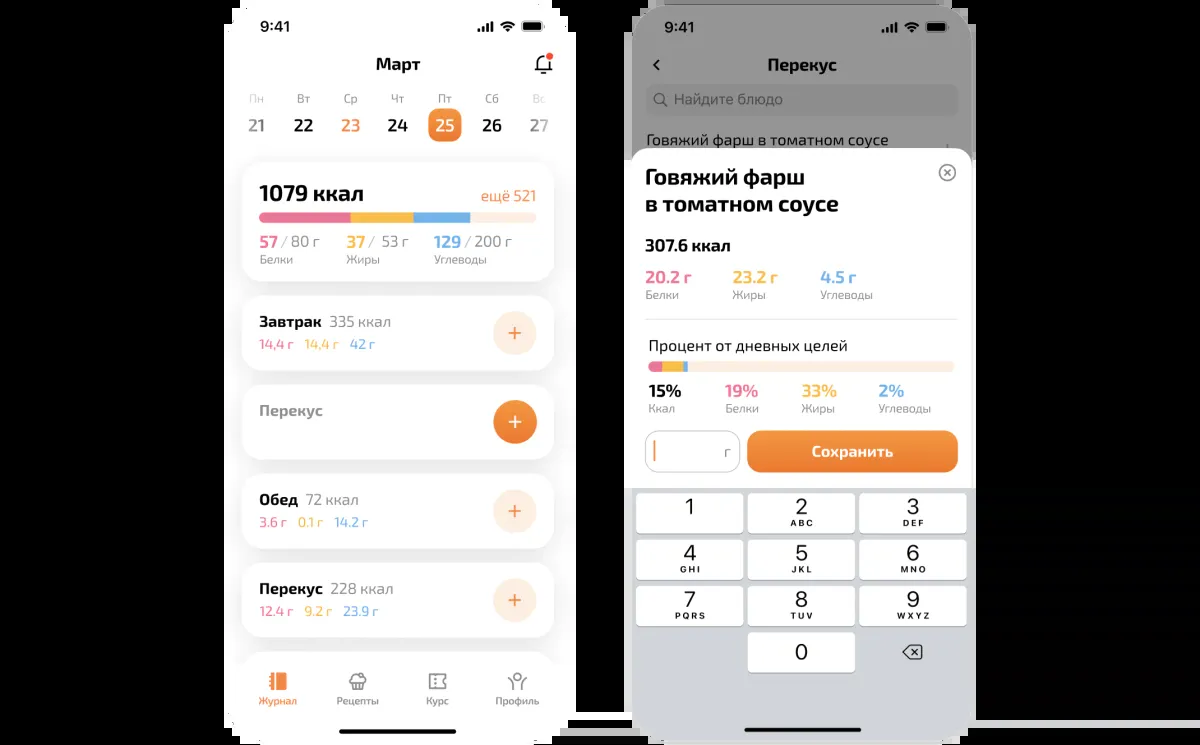 9:41
Март
Пн Вт Ср Чт Пт Сб Вс
21 22 23 24 25 26 27
1079 ккал ещё 521
57 / 80 г 37 / 53 г 129 / 200 г
Белки Жиры Углеводы
Завтрак 335 ккал
14,4 г 14,4 г 42 г
Перекус
Обед 72 ккал
3.6 г 0.1 г 14.2 г
Перекус 228 ккал
12.4 г 9.2 г 23.9 г
Журнал Рецепты Курс Профиль
9:41
Перекус
Найдите блюдо
Говяжий фарш в томатном соусе
Говяжий фарш
в томатном соусе
307.6 ккал
20.2 г 23.2 г 4.5 г
Белки Жиры Углеводы
Процент от дневных целей
15% 19% 33% 2%
Ккал Белки Жиры Углеводы
г Сохранить
1 2 3
ABC DEF
4 5 6
GHI JKL MNO
7 8 9
PQRS TUV WXYZ
0